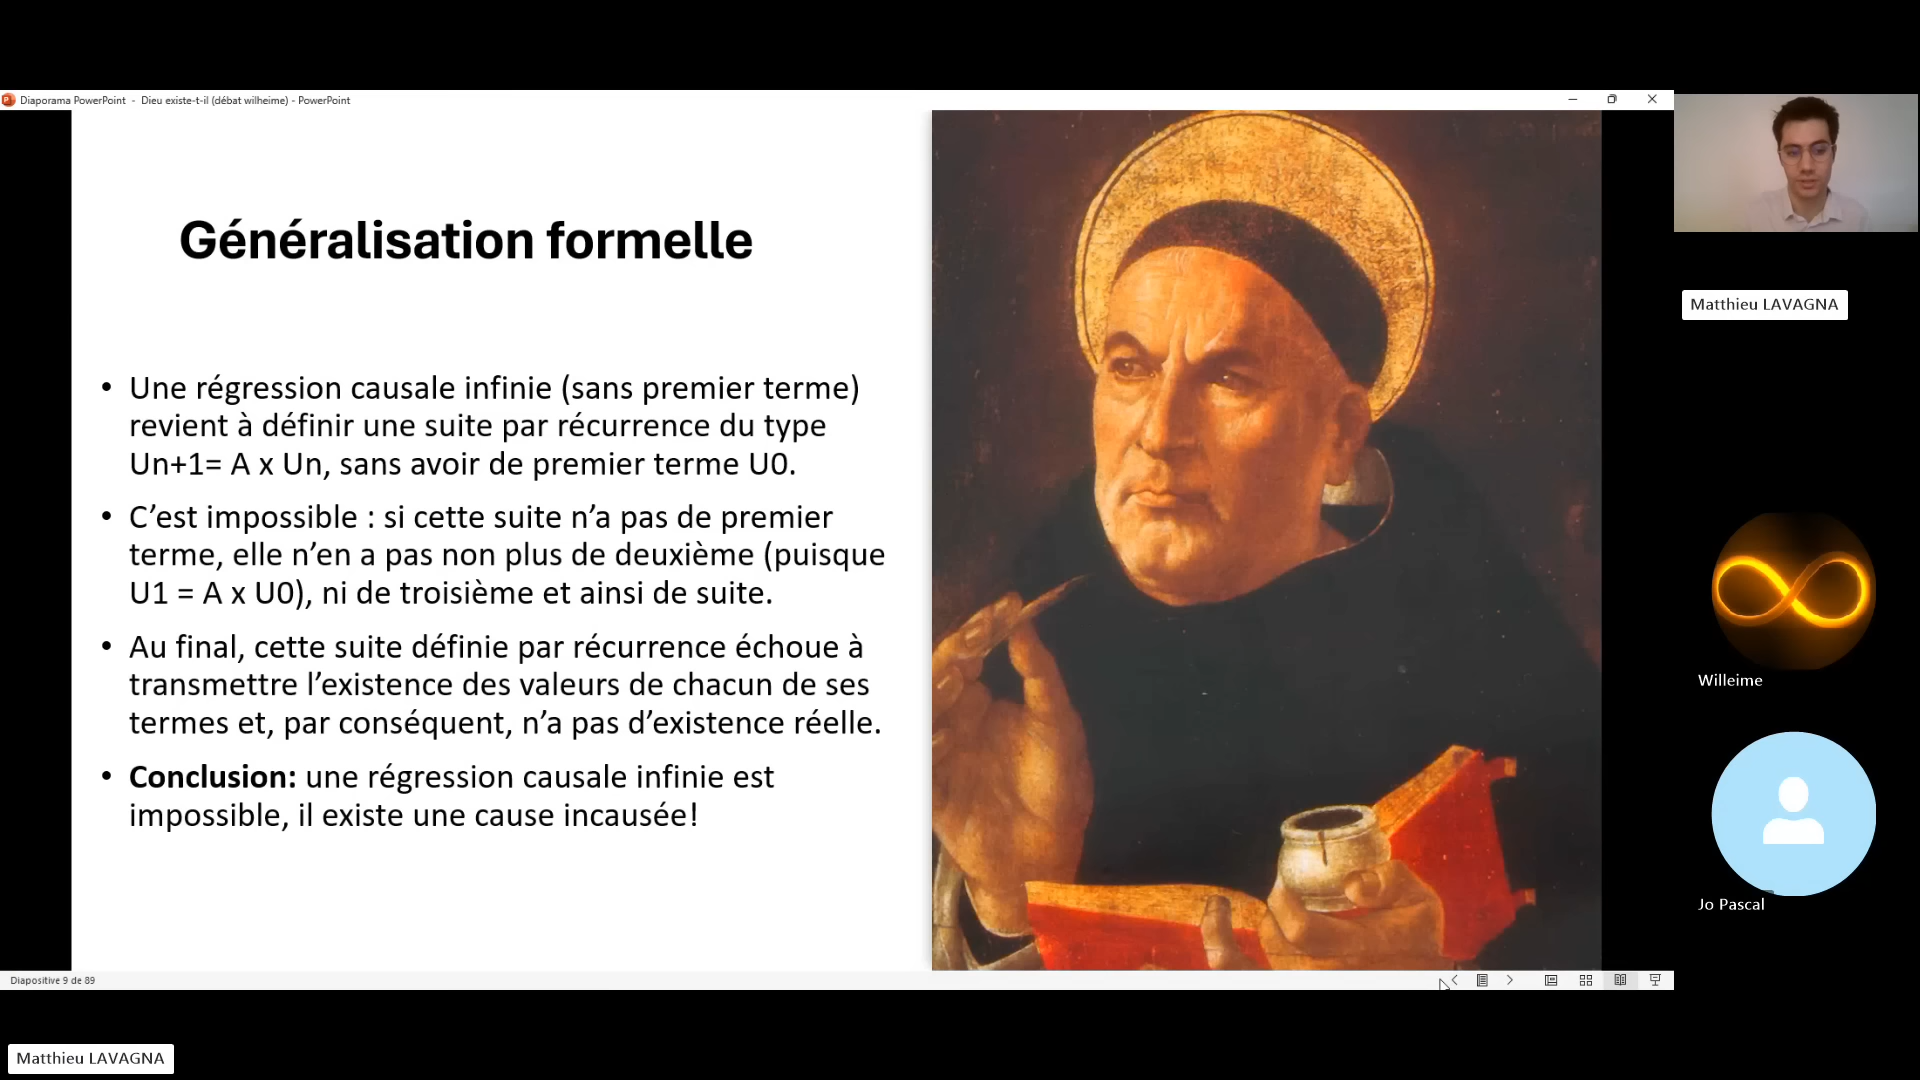 Diaporama PowerPoint - Dieu existe-t-il (débat wilheime) - PowerPoint
Généralisation formelle
• Une régression causale infinie (sans premier terme)
revient à définir une suite par récurrence du type
Un+1= A x Un, sans avoir de premier terme U0.
• C’est impossible : si cette suite n’a pas de premier
terme, elle n’en a pas non plus de deuxième (puisque
U1 = A x U0), ni de troisième et ainsi de suite.
• Au final, cette suite définie par récurrence échoue à
transmettre l’existence des valeurs de chacun de ses
termes et, par conséquent, n’a pas d’existence réelle.
• Conclusion: une régression causale infinie est
impossible, il existe une cause incausée!
Diapositive 9 de 89
Matthieu LAVAGNA
Willeime
Jo Pascal
Matthieu LAVAGNA